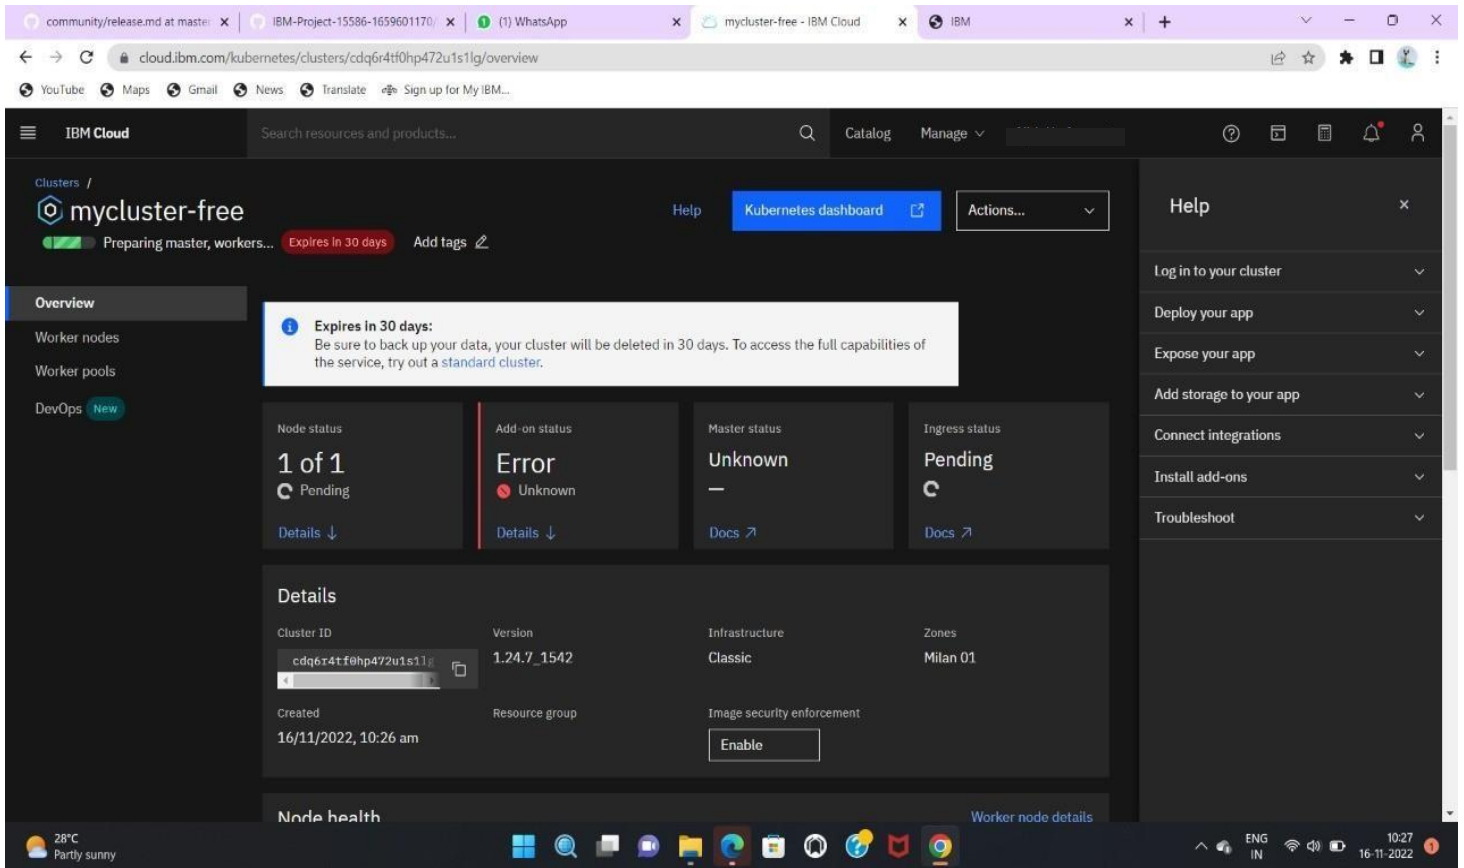 community/release.md at master
IBM-Project-15586-1659601170/
(1) WhatsApp
mycluster-free - IBM Cloud
IBM
cloud.ibm.com/kubernetes/clusters/cdq6r4tf0hp472u1s1lg/overview
YouTube Maps Gmail News Translate Sign up for My IBM...
IBM Cloud
Search resources and products...
Catalog
Manage
Clusters /
mycluster-free
Preparing master, workers...
Expires in 30 days
Add tags
Help
Kubernetes dashboard
Actions...
Overview
Worker nodes
Worker pools
DevOps New
Expires in 30 days:
Be sure to back up your data, your cluster will be deleted in 30 days. To access the full capabilities of
the service, try out a standard cluster.
Node status
1 of 1
Pending
Details ↓
Add-on status
Error
Unknown
Details ↓
Master status
Unknown
—
Docs ↗
Ingress status
Pending
Docs ↗
Details
Cluster ID
cdq6r4tf0hp472u1s1lg
Version
1.24.7_1542
Infrastructure
Classic
Zones
Milan 01
Created
16/11/2022, 10:26 am
Resource group
Image security enforcement
Enable
Node health
Worker node details
Help
Log in to your cluster
Deploy your app
Expose your app
Add storage to your app
Connect integrations
Install add-ons
Troubleshoot
28°C
Partly sunny
ENG
IN
10:27
16-11-2022
1